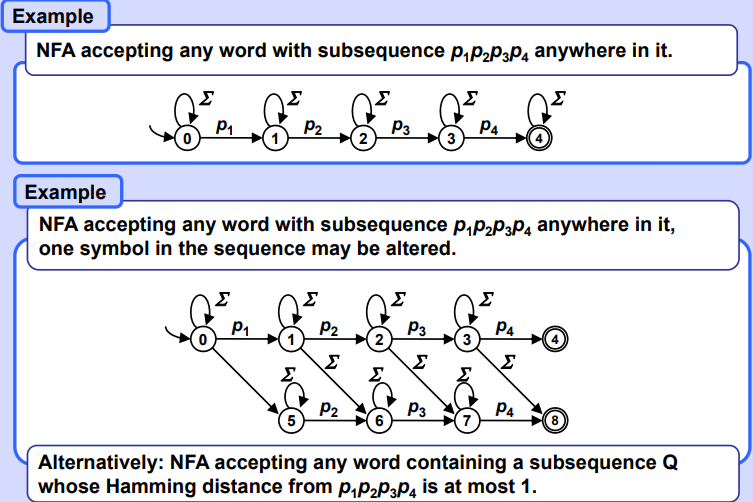 Example
NFA accepting any word with subsequence p₁p₂p₃p₄ anywhere in it.
Σ Σ Σ Σ Σ
p₁ p₂ p₃ p₄
0 1 2 3 4
Example
NFA accepting any word with subsequence p₁p₂p₃p₄ anywhere in it,
one symbol in the sequence may be altered.
Σ Σ Σ Σ
p₁ p₂ p₃ p₄
0 1 2 3 4
Σ Σ Σ
Σ Σ Σ
p₂ p₃ p₄
5 6 7 8
Alternatively: NFA accepting any word containing a subsequence Q
whose Hamming distance from p₁p₂p₃p₄ is at most 1.